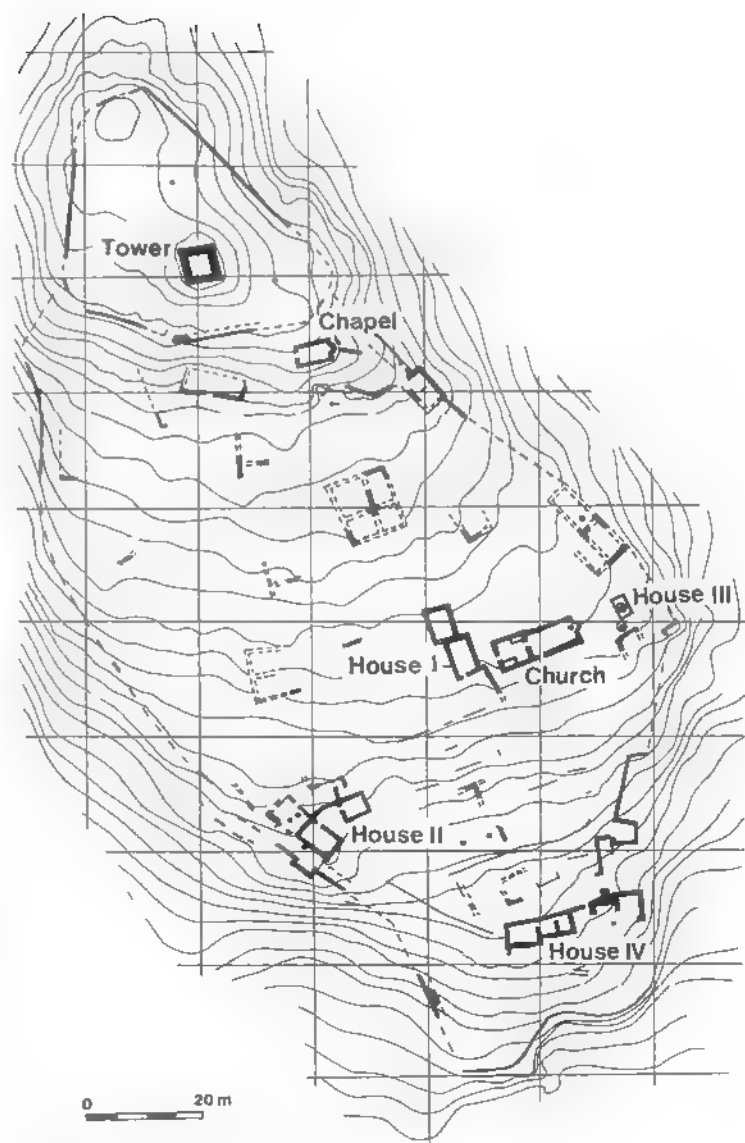 Tower
Chapel
House III
House I
Church
House II
House IV
0 20 m